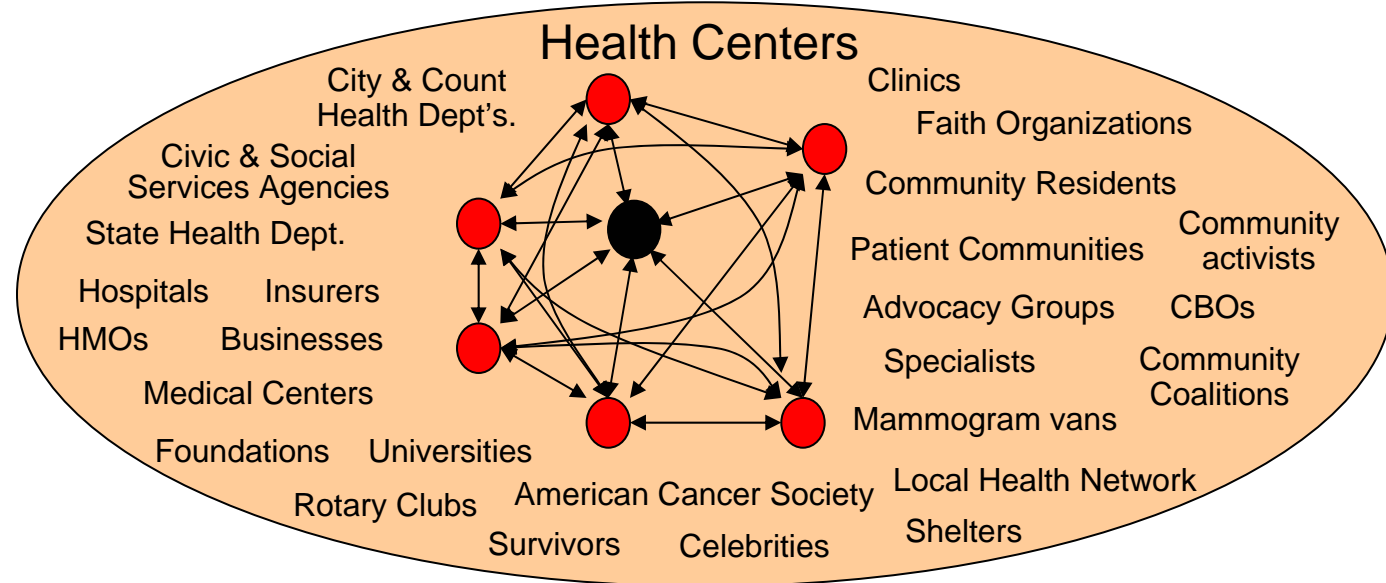 Health Centers
City & Count
Health Dept’s.
Clinics
Faith Organizations
Civic & Social
Services Agencies
Community Residents
State Health Dept.
Community
activists
Patient Communities
Hospitals
Insurers
Advocacy Groups
CBOs
HMOs
Businesses
Specialists
Community
Coalitions
Medical Centers
Mammogram vans
Foundations
Universities
Local Health Network
Rotary Clubs
American Cancer Society
Shelters
Survivors
Celebrities